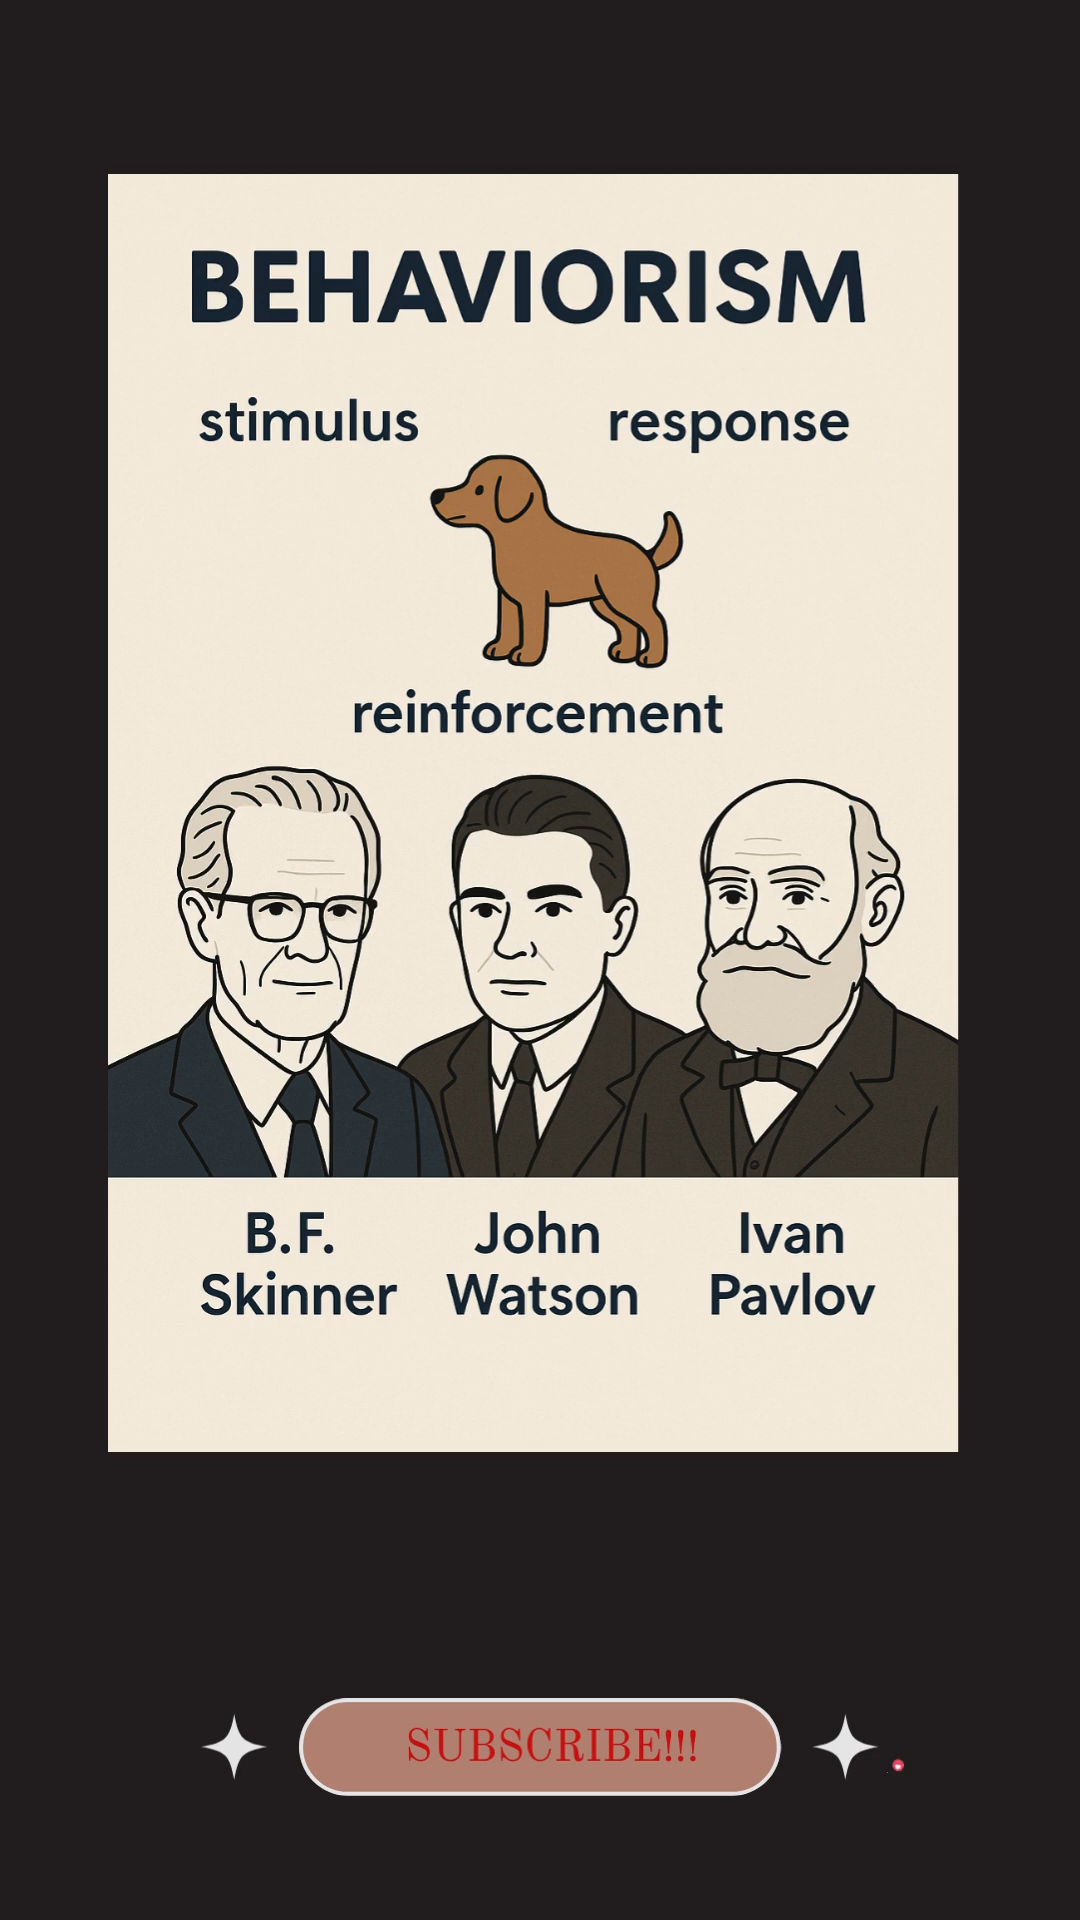 BEHAVIORISM
stimulus response
reinforcement
B.F. John Ivan
Skinner Watson Pavlov
SUBSCRIBE!!!